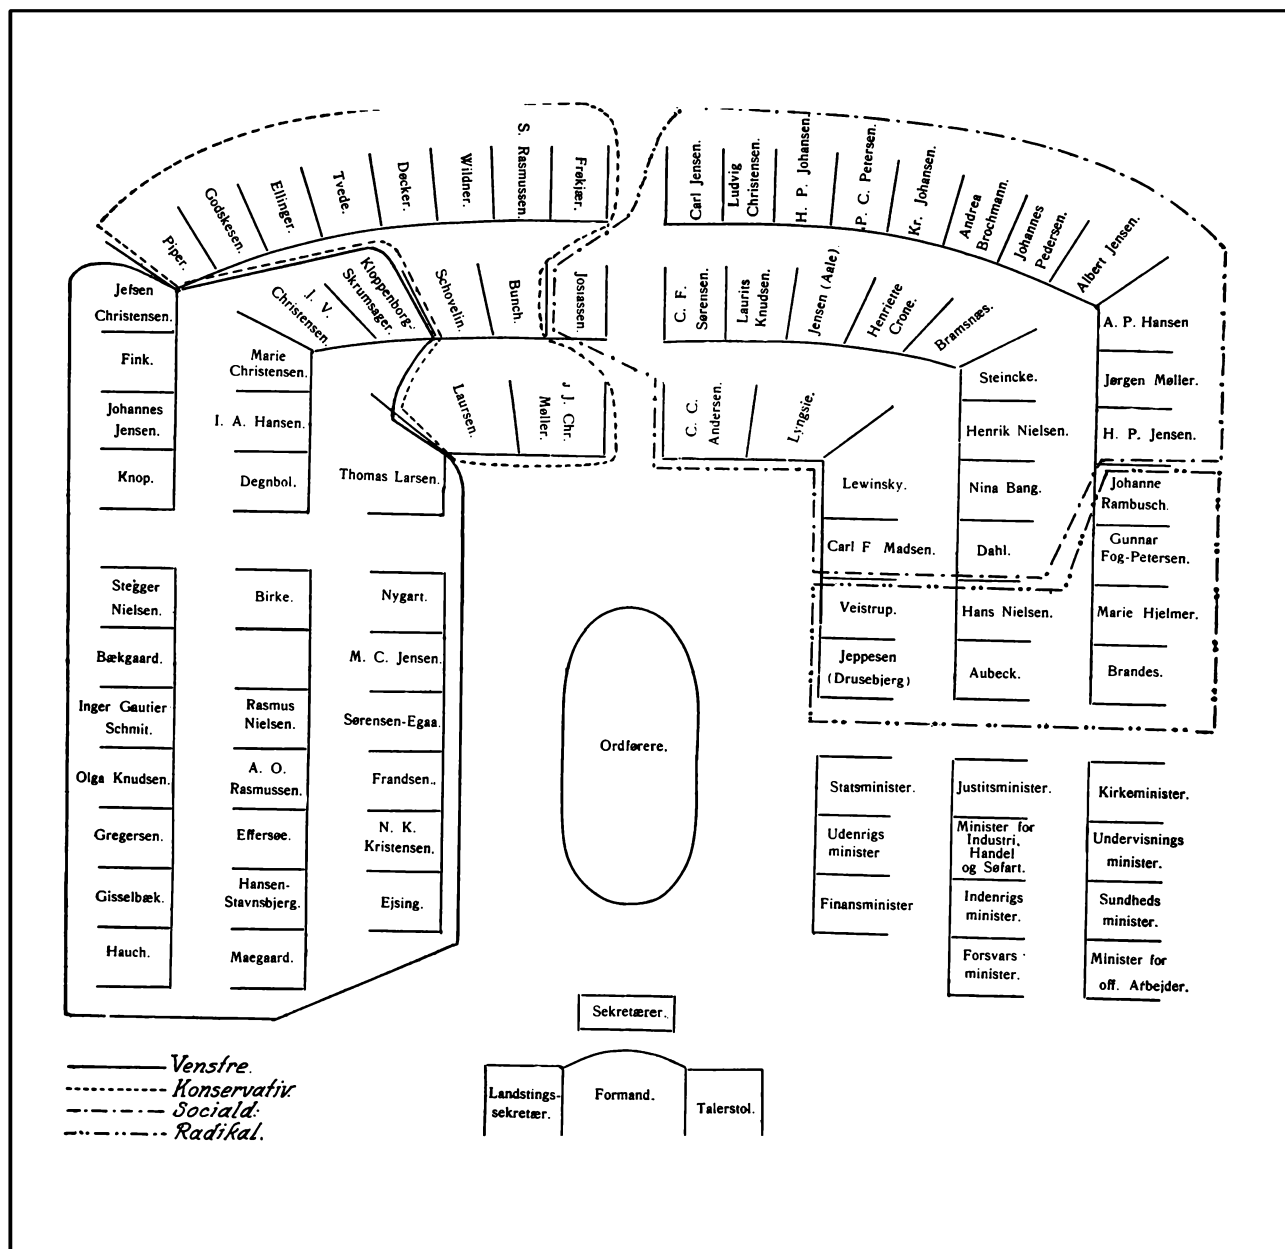 Piper.
Godskesen.
Ellinger.
Tvede.
Døcker.
Wildner.
S. Rasmussen.
Frøkjær.
Carl Jensen.
Ludvig
Christensen.
H. P. Johansen.
P. C. Petersen.
Kr. Johansen.
Andrea
Brochmann.
Johannes
Pedersen.
Albert Jensen.
A. P. Hansen
Jørgen Møller.
H. P. Jensen.
Johanne
Rambusch.
Gunnar
Fog-Petersen.
Marie Hjelmer.
Brandes.
J. V.
Christensen.
Kloppenborg-
Skrumsager.
Schovelin.
Bunch.
Josiassen.
C. F.
Sørensen.
Laurits
Knudsen.
Jensen (Aale).
Henriette
Crone.
Bramsnæs.
Steincke.
Henrik Nielsen.
Nina Bang.
Dahl.
Hans Nielsen.
Aubeck.
Laursen.
J. J. Chr.
Møller.
C. C.
Andersen.
Lyngsie.
Lewinsky.
Carl F Madsen.
Veistrup.
Jeppesen
(Drusebjerg)
Jefsen
Christensen.
Fink.
Johannes
Jensen.
Knop.
Stegger
Nielsen.
Bækgaard.
Inger Gautier
Schmit.
Olga Knudsen.
Gregersen.
Gisselbæk.
Hauch.
Marie
Christensen.
I. A. Hansen.
Degnbol.
Birke.
Rasmus
Nielsen.
A. O.
Rasmussen.
Effersøe.
Hansen-
Stavnsbjerg.
Maegaard.
Thomas Larsen.
Nygart.
M. C. Jensen.
Sørensen-Egaa.
Frandsen.
N. K.
Kristensen.
Ejsing.
Ordførere.
Statsminister.
Udenrigs
minister
Finansminister
Justitsminister.
Minister for
Industri,
Handel
og Søfart.
Indenrigs
minister.
Forsvars
minister.
Kirkeminister.
Undervisnings
minister.
Sundheds
minister.
Minister for
off. Arbejder.
Sekretærer.
Landstings-
sekretær.
Formand.
Talerstol.
Venstre.
Konservativ.
Sociald:
Radikal.